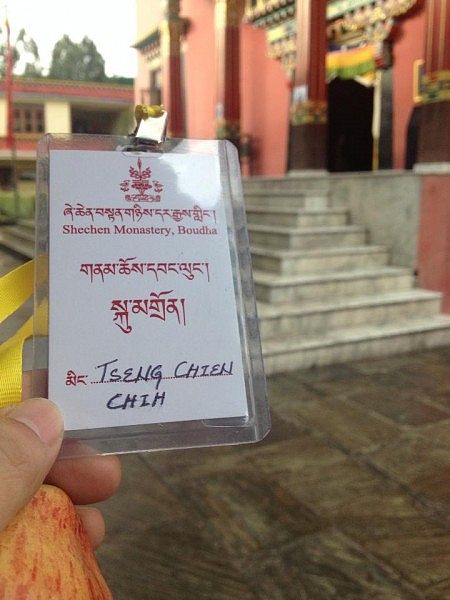 ཞེ་ཆེན་བསྟན་གཉིས་དར་རྒྱས་གླིང་།
Shechen Monastery, Boudha
གནམ་ཆོས་དབང་ལུང་།
སྐུ་མགྲོན།
མིང་ TSENG CHIEN
CHIH